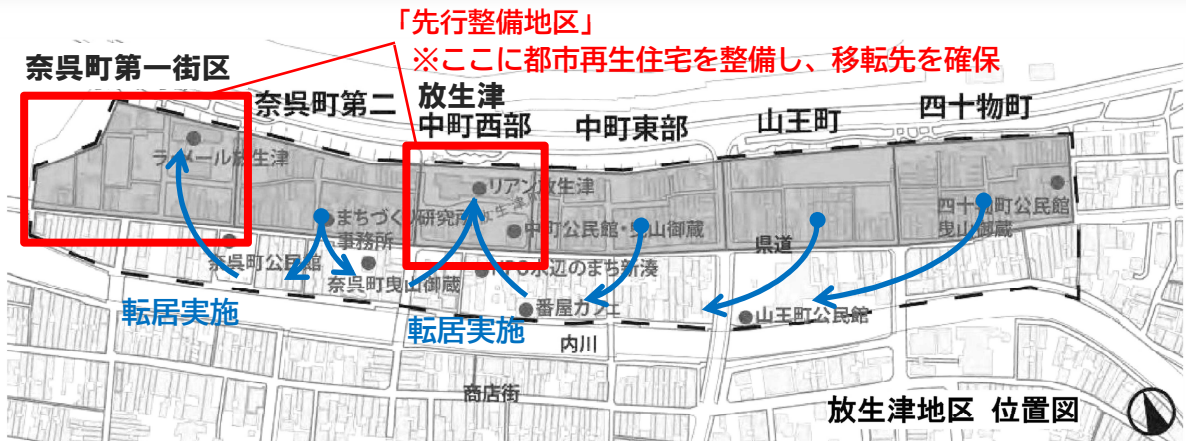 「先行整備地区」
※ここに都市再生住宅を整備し、移転先を確保
奈呉町第一街区
奈呉町第二
放生津
中町西部
中町東部
山王町
四十物町
ラメール放生津
リアン放生津
まちづくり研究所
事務所
放生津
中町公民館・曳山御蔵
四十物町公民館
曳山御蔵
県道
奈呉町公民館
奈呉町曳山御蔵
NPO水辺のまち新湊
転居実施
番屋カフェ
山王町公民館
転居実施
内川
商店街
放生津地区 位置図